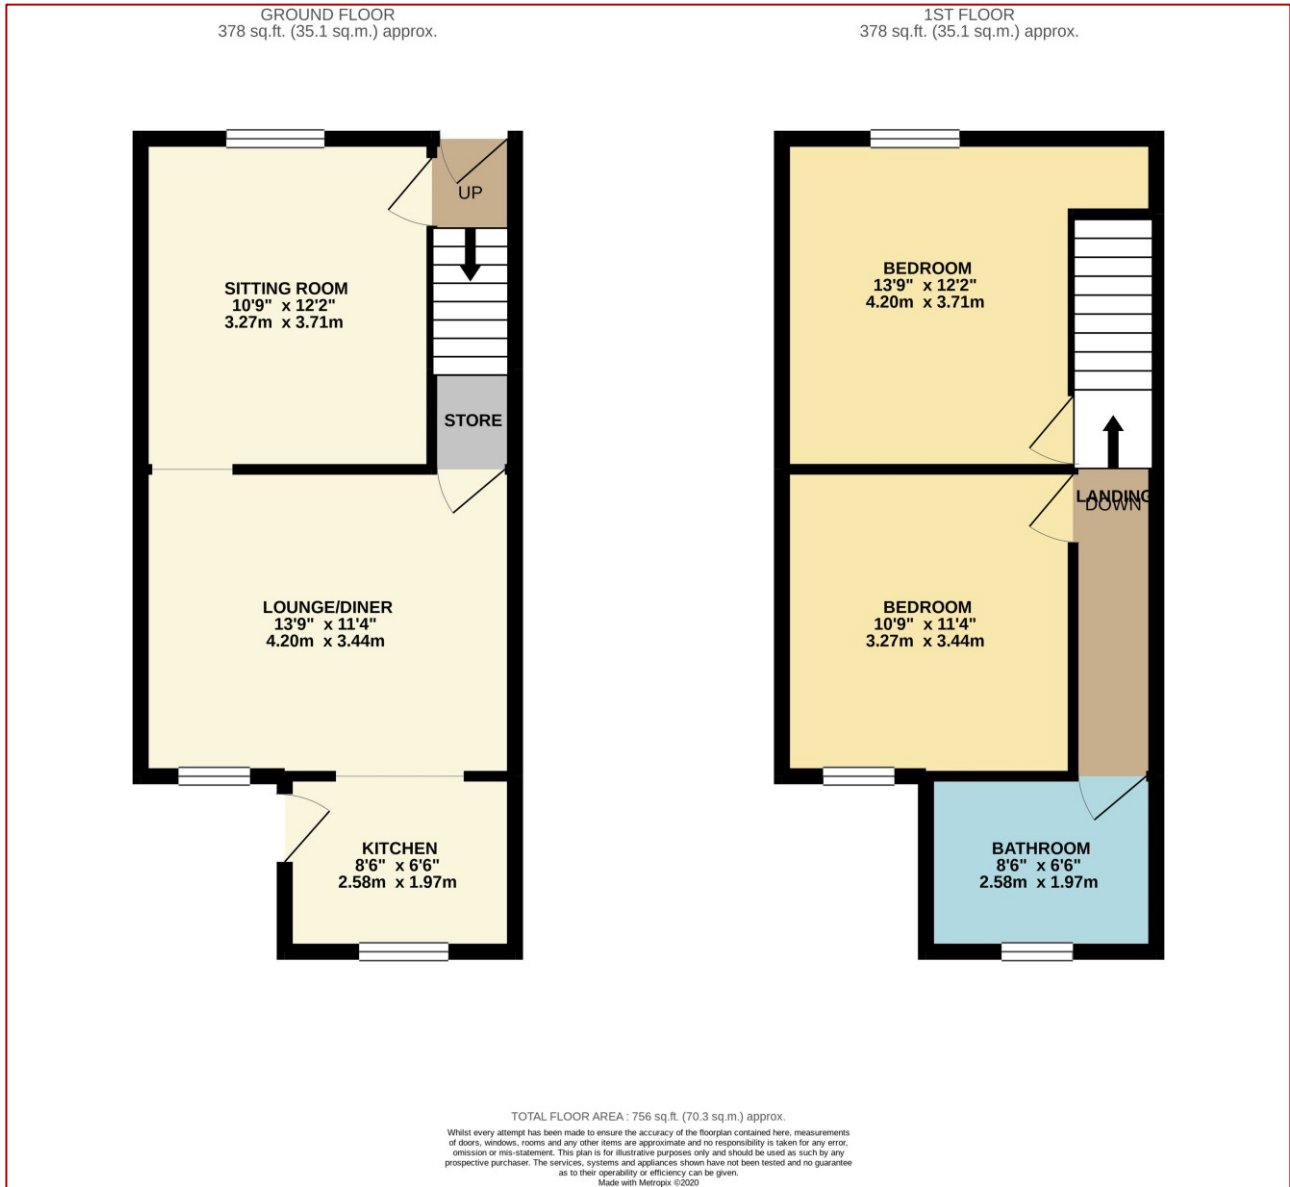 GROUND FLOOR
378 sq.ft. (35.1 sq.m.) approx.
UP
SITTING ROOM
10'9" x 12'2"
3.27m x 3.71m
STORE
LOUNGE/DINER
13'9" x 11'4"
4.20m x 3.44m
KITCHEN
8'6" x 6'6"
2.58m x 1.97m
1ST FLOOR
378 sq.ft. (35.1 sq.m.) approx.
BEDROOM
13'9" x 12'2"
4.20m x 3.71m
LANDING
DOWN
BEDROOM
10'9" x 11'4"
3.27m x 3.44m
BATHROOM
8'6" x 6'6"
2.58m x 1.97m
TOTAL FLOOR AREA : 756 sq.ft. (70.3 sq.m.) approx.
Whilst every attempt has been made to ensure the accuracy of the floorplan contained here, measurements
of doors, windows, rooms and any other items are approximate and no responsibility is taken for any error,
omission or mis-statement. This plan is for illustrative purposes only and should be used as such by any
prospective purchaser. The services, systems and appliances shown have not been tested and no guarantee
as to their operability or efficiency can be given.
Made with Metropix ©2020